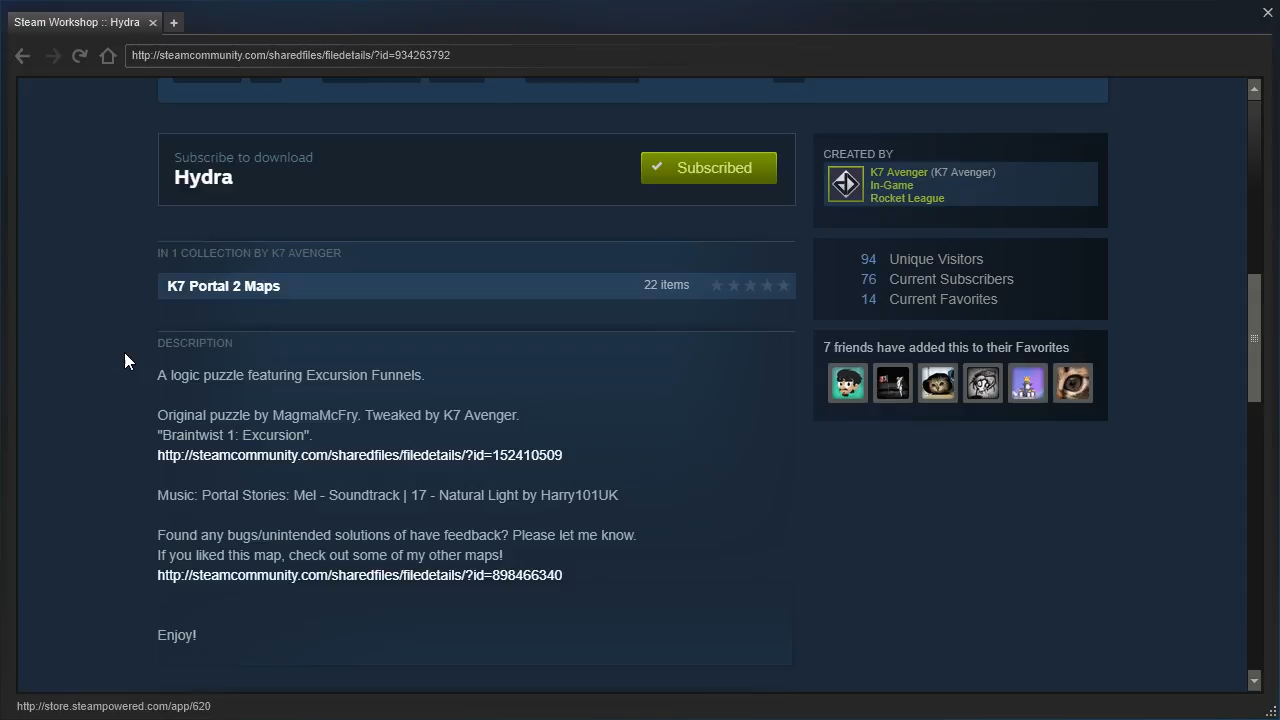 Steam Workshop :: Hydra
http://steamcommunity.com/sharedfiles/filedetails/?id=934263792
Subscribe to download
Hydra
Subscribed
IN 1 COLLECTION BY K7 AVENGER
K7 Portal 2 Maps
22 items
DESCRIPTION
A logic puzzle featuring Excursion Funnels.
Original puzzle by MagmaMcFry. Tweaked by K7 Avenger.
"Braintwist 1: Excursion".
http://steamcommunity.com/sharedfiles/filedetails/?id=152410509
Music: Portal Stories: Mel - Soundtrack | 17 - Natural Light by Harry101UK
Found any bugs/unintended solutions of have feedback? Please let me know.
If you liked this map, check out some of my other maps!
http://steamcommunity.com/sharedfiles/filedetails/?id=898466340
Enjoy!
CREATED BY
K7 Avenger (K7 Avenger)
In-Game
Rocket League
94 Unique Visitors
76 Current Subscribers
14 Current Favorites
7 friends have added this to their Favorites
http://store.steampowered.com/app/620